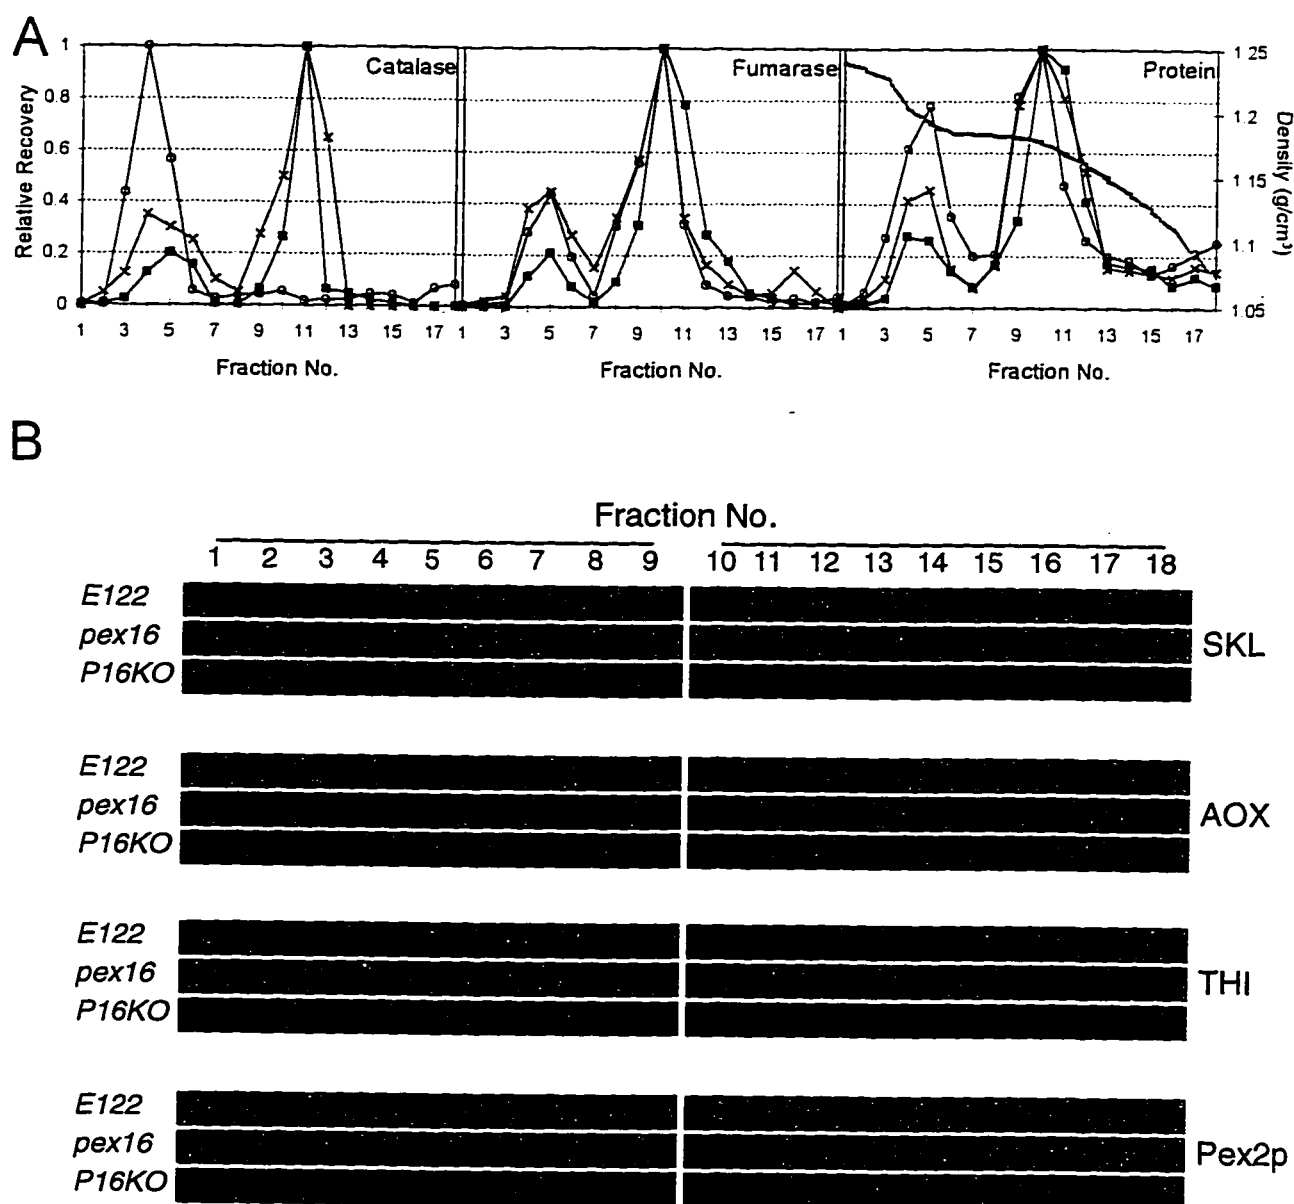 A
Catalase
Fumarase
Protein
Relative Recovery
1
0.8
0.6
0.4
0.2
0
1 25
1.2
1.15
1.1
1.05
Density (g/cm³)
1 3 5 7 9 11 13 15 17
1 3 5 7 9 11 13 15 17
1 3 5 7 9 11 13 15 17
Fraction No.
Fraction No.
Fraction No.
B
Fraction No.
1 2 3 4 5 6 7 8 9 10 11 12 13 14 15 16 17 18
E122
pex16
P16KO
SKL
E122
pex16
P16KO
AOX
E122
pex16
P16KO
THI
E122
pex16
P16KO
Pex2p